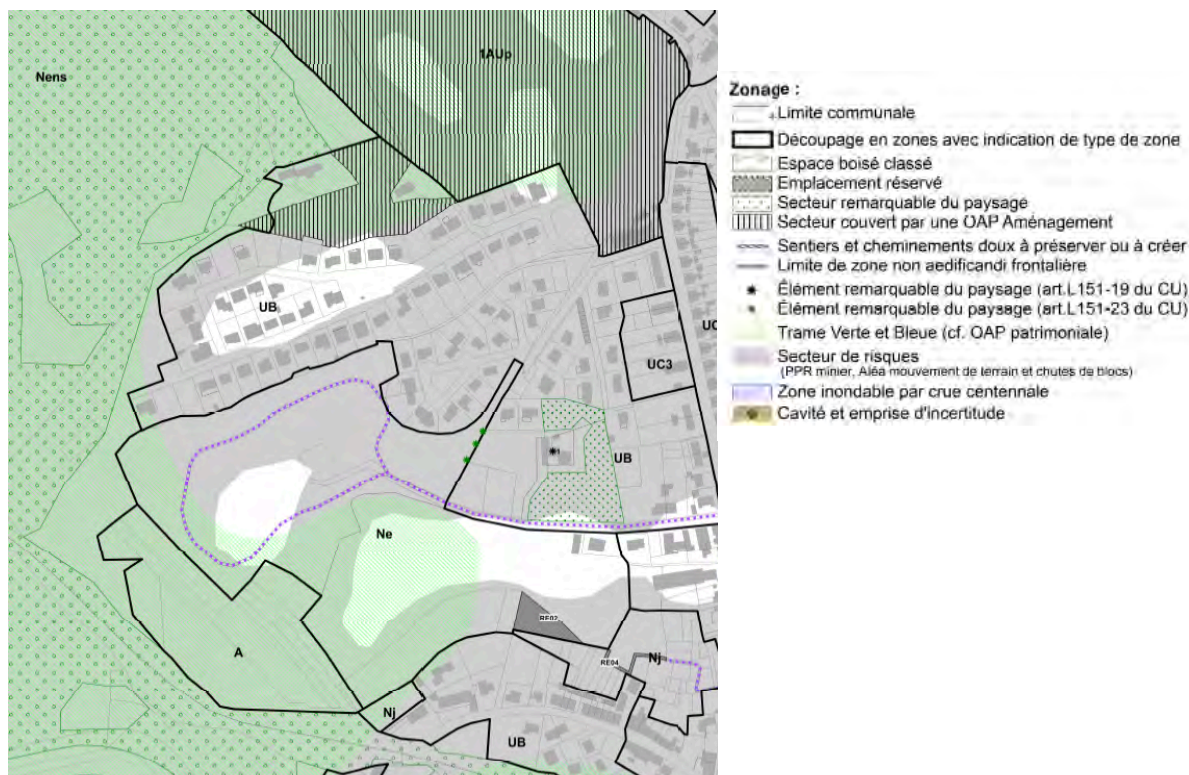 1AUp
Nens
UB
UC
UC3
UB
Ne
RE02
A
RE04
Nj
Nj
UB
Zonage :
Limite communale
Découpage en zones avec indication de type de zone
Espace boisé classé
Emplacement réservé
Secteur remarquable du paysage
Secteur couvert par une OAP Aménagement
Sentiers et cheminements doux à préserver ou à créer
Limite de zone non aedificandi frontalière
Élément remarquable du paysage (art.L151-19 du CU)
Élément remarquable du paysage (art.L151-23 du CU)
Trame Verte et Bleue (cf. OAP patrimoniale)
Secteur de risques
(PPR minier, Aléa mouvement de terrain et chutes de blocs)
Zone inondable par crue centennale
Cavité et emprise d'incertitude